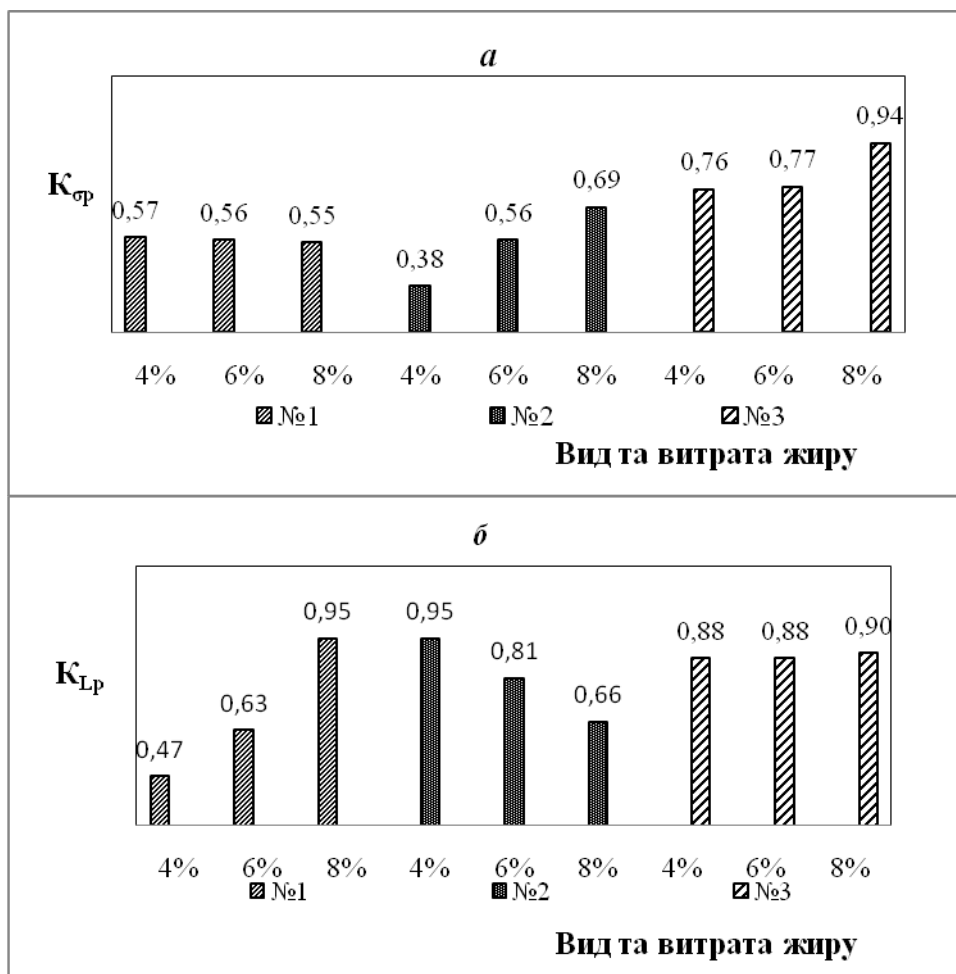 а
Kσp
0,57 0,56 0,55 0,38 0,56 0,69 0,76 0,77 0,94
4% 6% 8% 4% 6% 8% 4% 6% 8%
№1 №2 №3
Вид та витрата жиру
б
KLp
0,47 0,63 0,95 0,95 0,81 0,66 0,88 0,88 0,90
4% 6% 8% 4% 6% 8% 4% 6% 8%
№1 №2 №3
Вид та витрата жиру